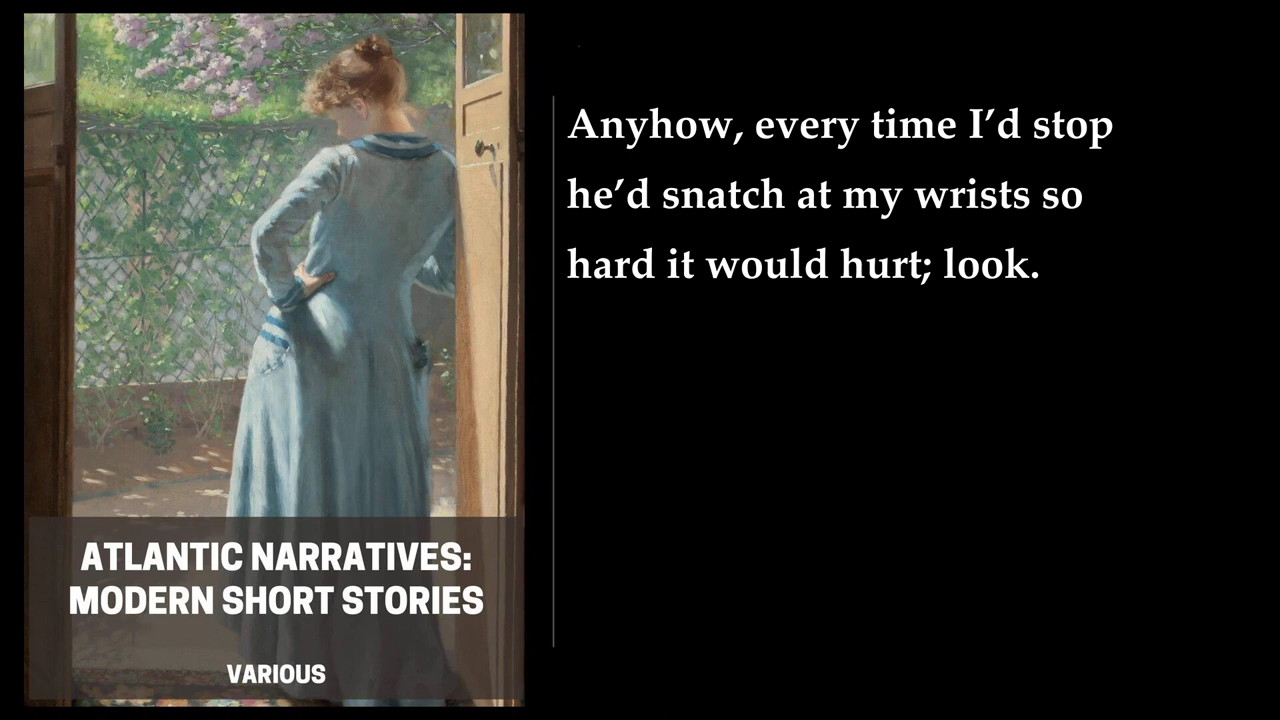 Anyhow, every time I’d stop
he’d snatch at my wrists so
hard it would hurt; look.
ATLANTIC NARRATIVES:
MODERN SHORT STORIES
VARIOUS